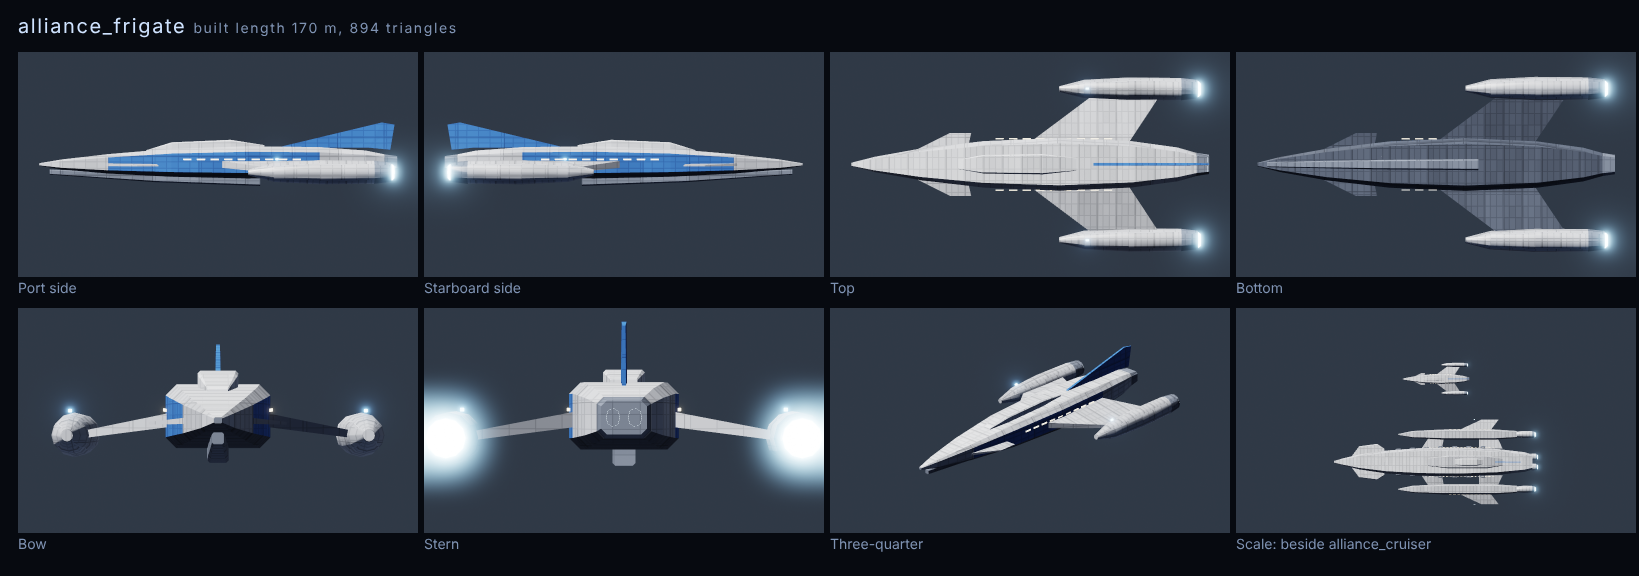 alliance_frigate built length 170 m, 894 triangles
Port side
Starboard side
Top
Bottom
Bow
Stern
Three-quarter
Scale: beside alliance_cruiser